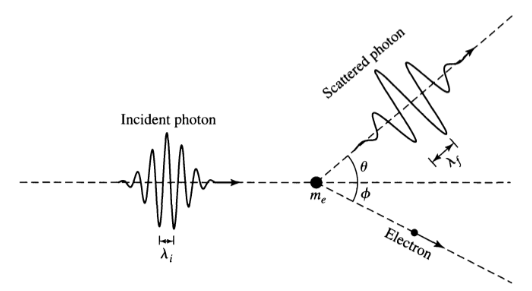 Scattered photon
Incident photon
θ
λ_f
m_e
ϕ
λ_i
Electron